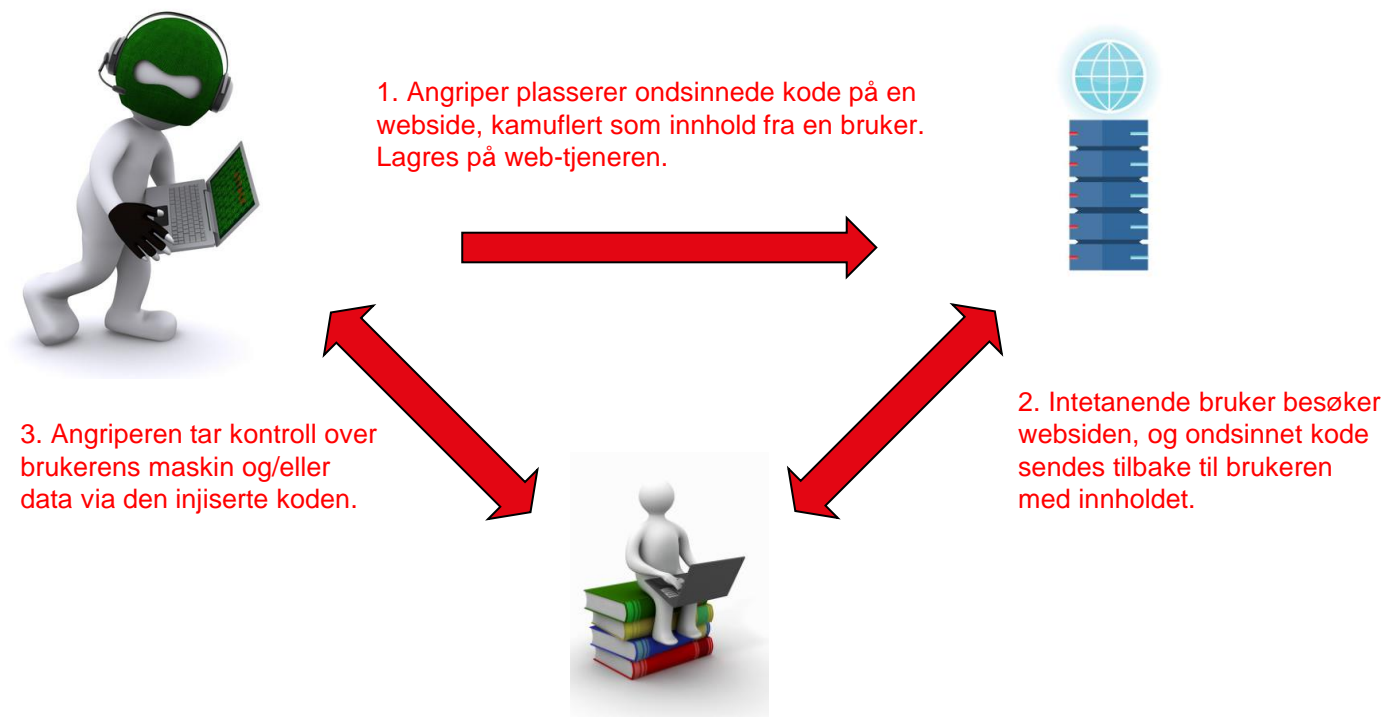 1. Angriper plasserer ondsinnede kode på en
webside, kamuflert som innhold fra en bruker.
Lagres på web-tjeneren.
2. Intetanende bruker besøker
websiden, og ondsinnet kode
sendes tilbake til brukeren
med innholdet.
3. Angriperen tar kontroll over
brukerens maskin og/eller
data via den injiserte koden.